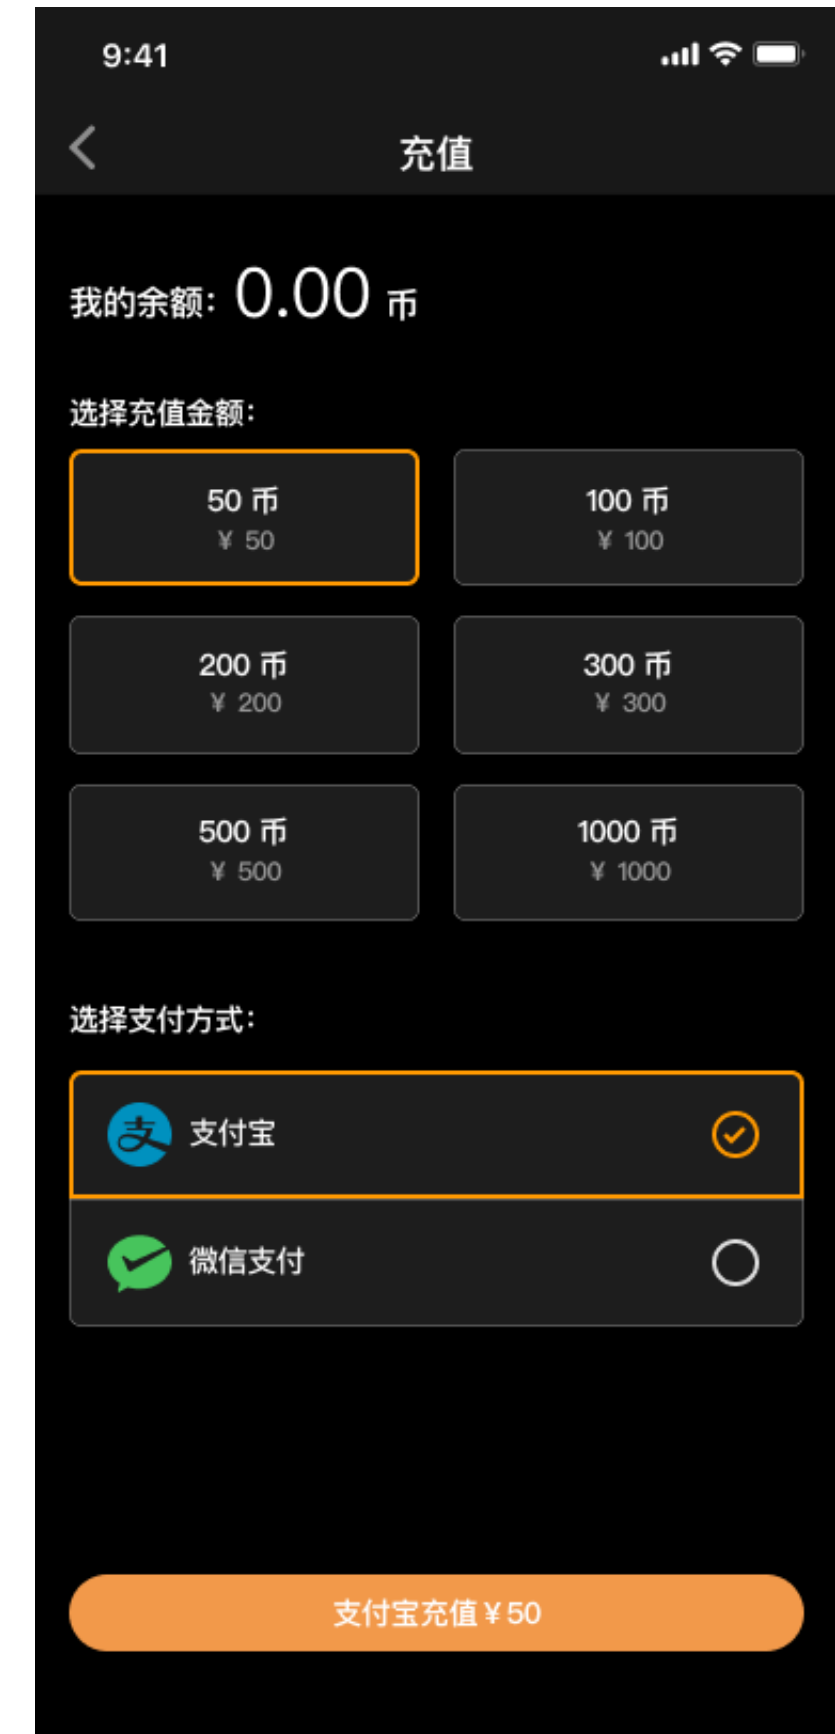 9:41
充值
我的余额：0.00 币
选择充值金额：
50 币
¥ 50
100 币
¥ 100
200 币
¥ 200
300 币
¥ 300
500 币
¥ 500
1000 币
¥ 1000
选择支付方式：
支 支付宝
微信支付
支付宝充值¥50